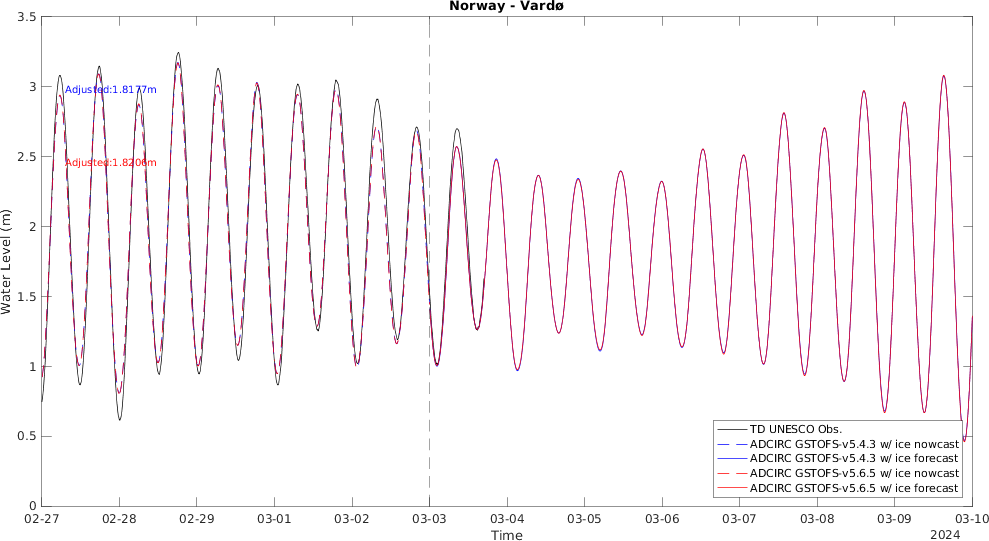 Norway - Vardø
3.5
3
2.5
2
1.5
1
0.5
0
Water Level (m)
Adjusted:1.8177m
Adjusted:1.8206m
TD UNESCO Obs.
ADCIRC GSTOFS-v5.4.3 w/ ice nowcast
ADCIRC GSTOFS-v5.4.3 w/ ice forecast
ADCIRC GSTOFS-v5.6.5 w/ ice nowcast
ADCIRC GSTOFS-v5.6.5 w/ ice forecast
02-27 02-28 02-29 03-01 03-02 03-03 03-04 03-05 03-06 03-07 03-08 03-09 03-10
Time
2024